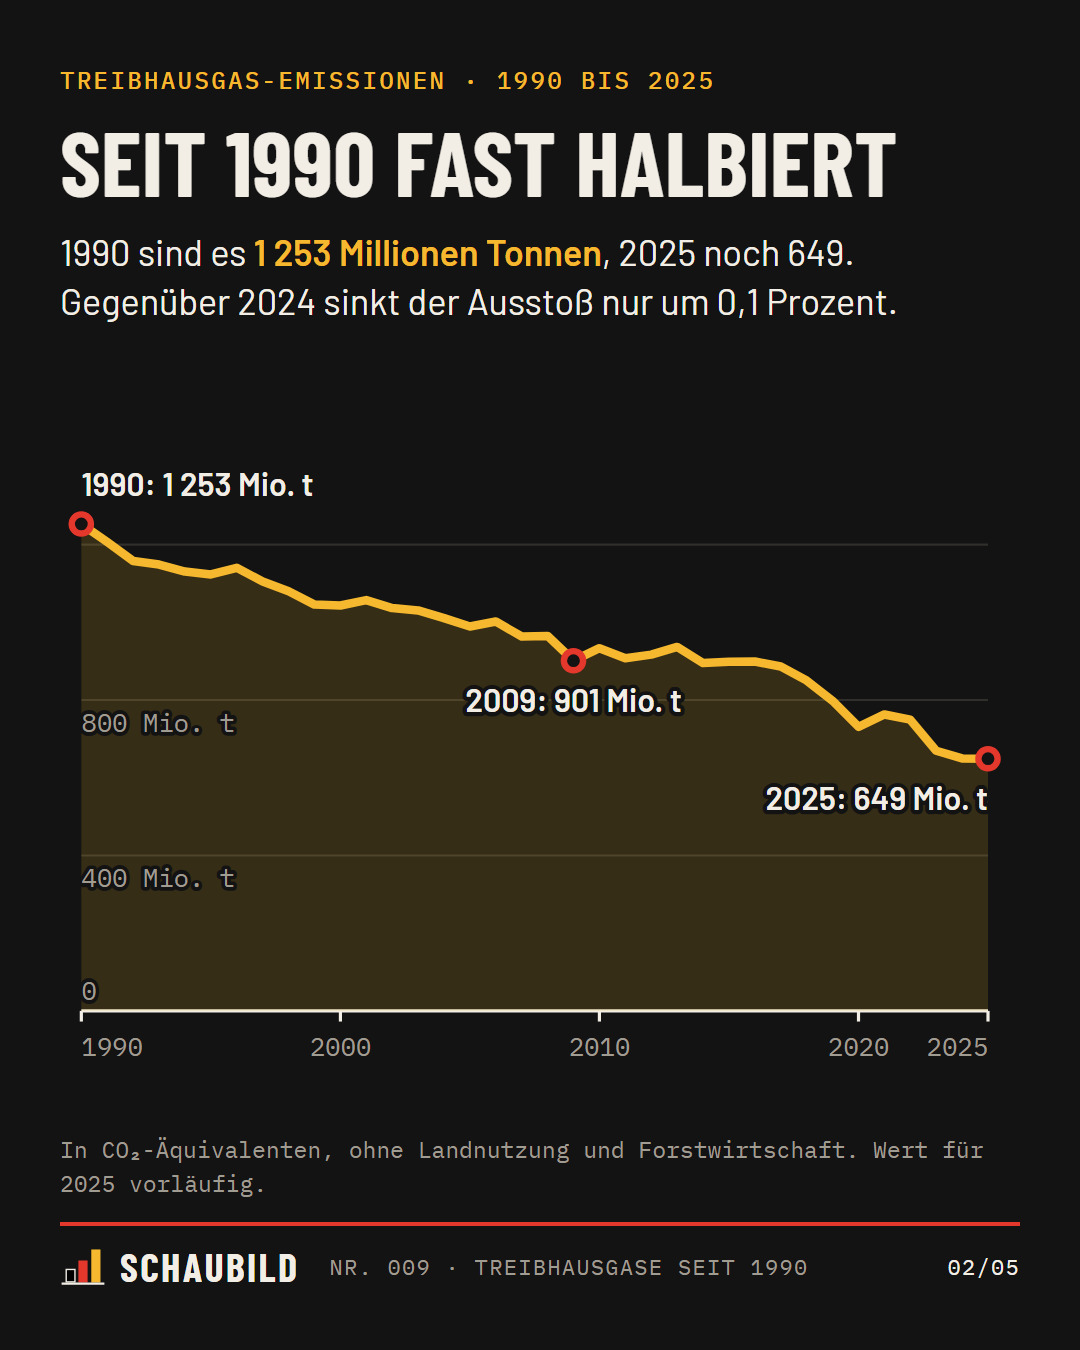 TREIBHAUSGAS-EMISSIONEN · 1990 BIS 2025
SEIT 1990 FAST HALBIERT
1990 sind es 1 253 Millionen Tonnen, 2025 noch 649.
Gegenüber 2024 sinkt der Ausstoß nur um 0,1 Prozent.
1990: 1 253 Mio. t
2009: 901 Mio. t
800 Mio. t
2025: 649 Mio. t
400 Mio. t
0
1990 2000 2010 2020 2025
In CO₂-Äquivalenten, ohne Landnutzung und Forstwirtschaft. Wert für
2025 vorläufig.
SCHAUBILD NR. 009 · TREIBHAUSGASE SEIT 1990 02/05